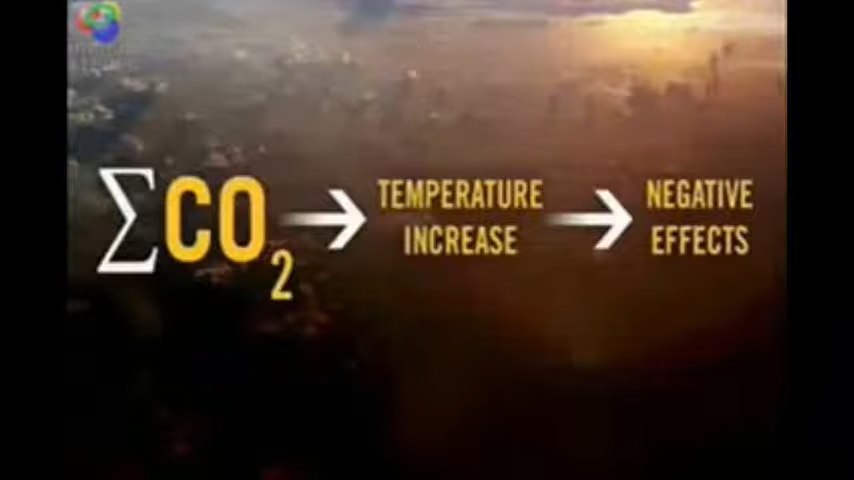 ΣCO₂ → TEMPERATURE INCREASE → NEGATIVE EFFECTS